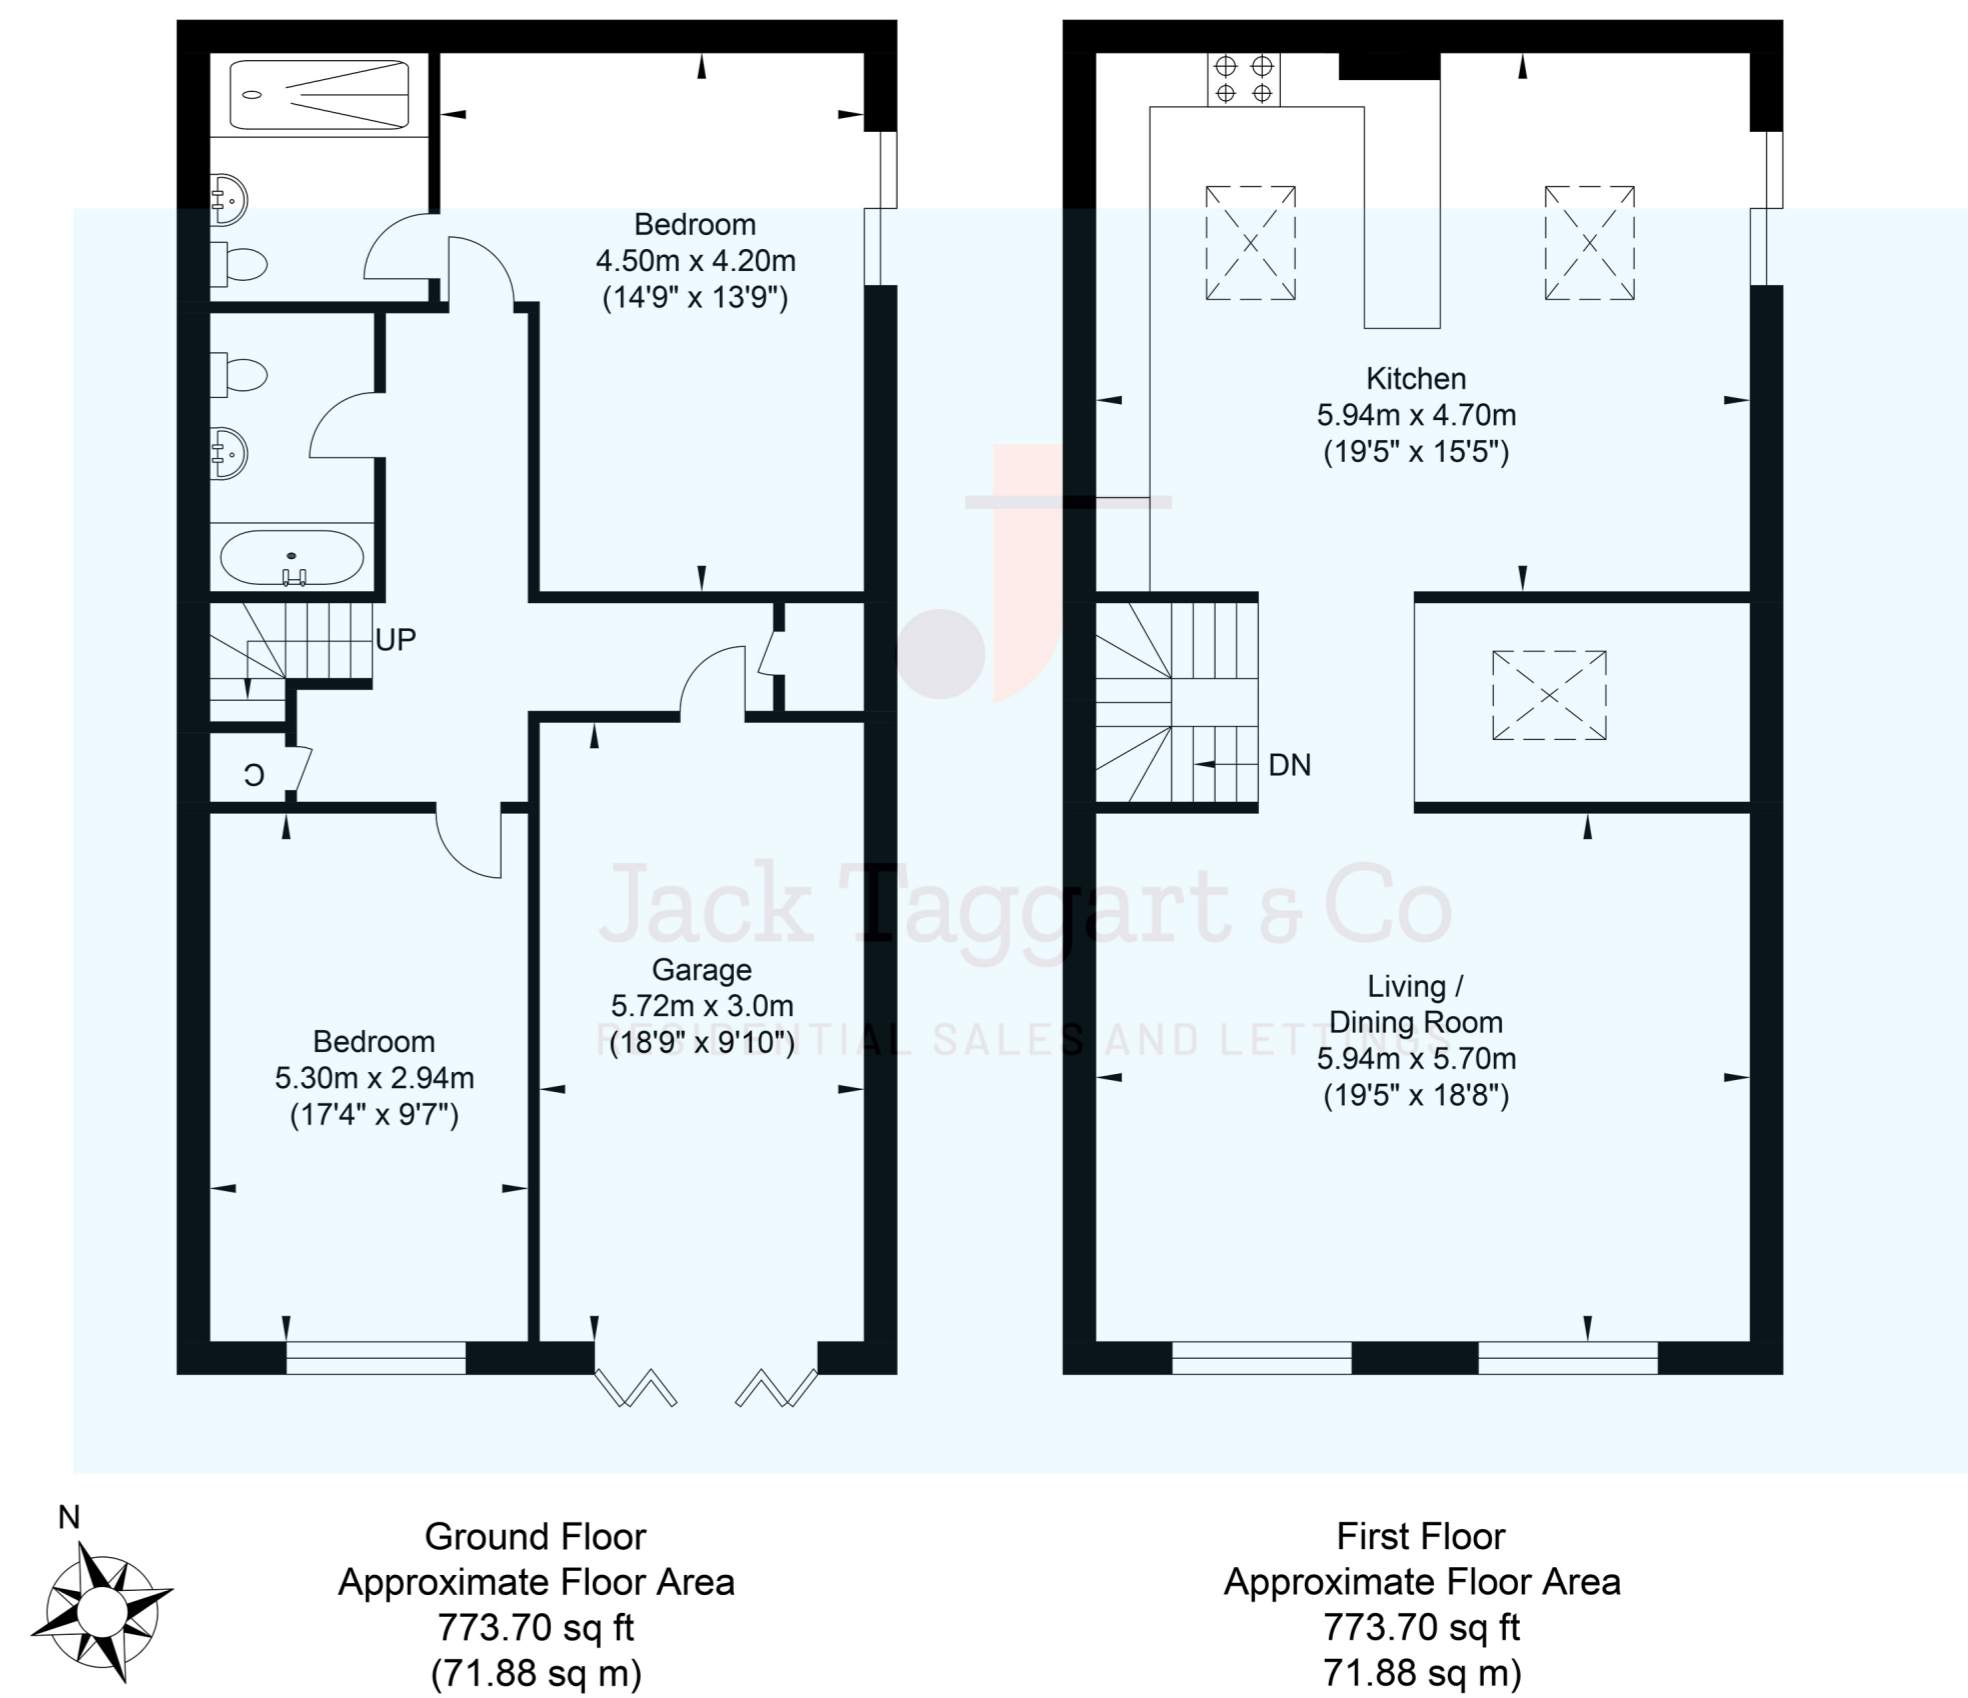 Bedroom
4.50m x 4.20m
(14'9" x 13'9")
UP
C
Bedroom
5.30m x 2.94m
(17'4" x 9'7")
Garage
5.72m x 3.0m
(18'9" x 9'10")
Kitchen
5.94m x 4.70m
(19'5" x 15'5")
DN
Living /
Dining Room
5.94m x 5.70m
(19'5" x 18'8")
Jack Taggart & Co
RESIDENTIAL SALES AND LETTINGS
N
Ground Floor
Approximate Floor Area
773.70 sq ft
(71.88 sq m)
First Floor
Approximate Floor Area
773.70 sq ft
71.88 sq m)